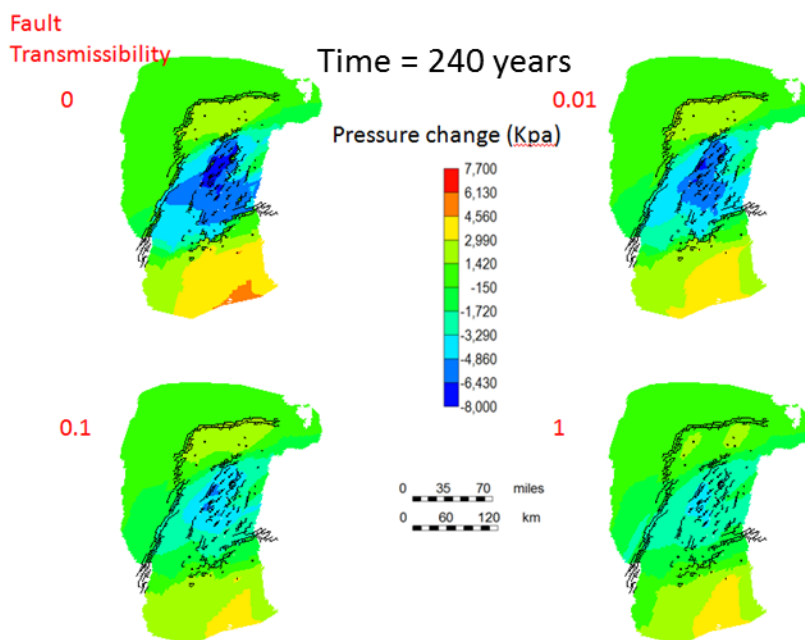 Fault
Transmissibility
Time = 240 years
0
0.01
Pressure change (Kpa)
7,700
6,130
4,560
2,990
1,420
-150
-1,720
-3,290
-4,860
-6,430
-8,000
0.1
1
0 35 70 miles
0 60 120 km